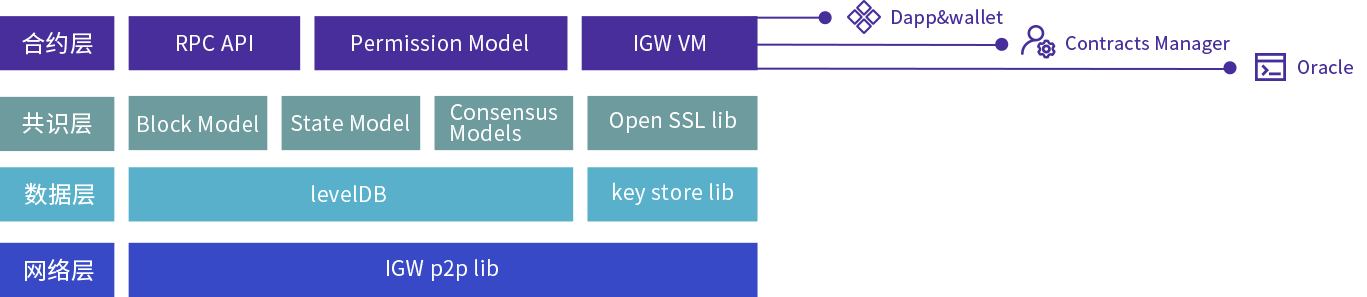 合约层
RPC API
Permission Model
IGW VM
Dapp&wallet
Contracts Manager
Oracle
共识层
Block Model
State Model
Consensus
Models
Open SSL lib
数据层
levelDB
key store lib
网络层
IGW p2p lib